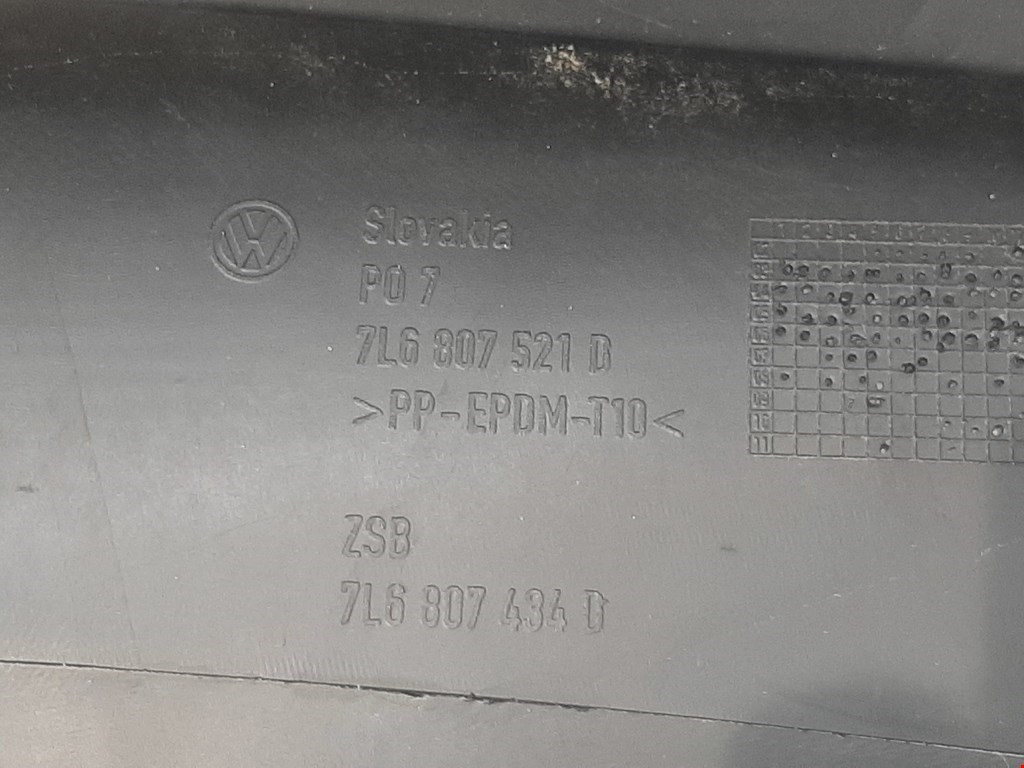 Slovakia
PO 7
7L6 807 521 D
>PP-EPDM-T10<
ZSB
7L6 807 434 D